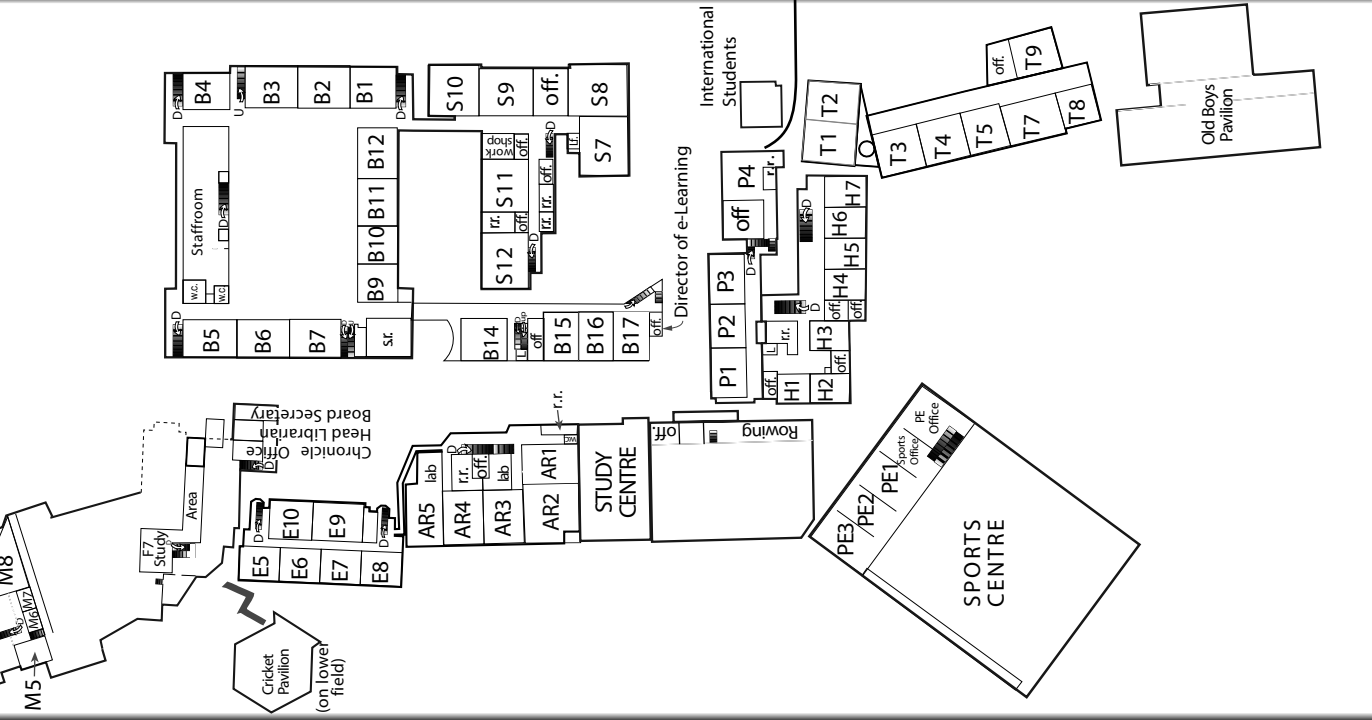 International
Students
B4
B3
B2
B1
D
U
D
S10
S9
off.
S8
S7
D
work
shop
off.
S11
off.
r.r.
r.r.
r.r.
off.
S12
D
B12
B11
B10
B9
Staffroom
D
w.c.
w.c.
D
B5
B6
B7
s.r.
B14
up
L
off
B15
B16
B17
off.
Director of e-Learning
T2
T1
T3
T4
T5
T7
T8
off.
T9
Old Boys
Pavilion
P4
r.r.
off
D
P3
P2
P1
H7
H6
H5
H4
D
D
off.
off.
H3
r.r.
L
off.
off.
H1
H2
Board Secretary
Head Librarian
Chronicle Office
D
Area
F7
Study
M8
M7
M6
D
M5
E10
E9
D
D
E5
E6
E7
E8
Cricket
Pavilion
(on lower
field)
r.r.
D
lab
r.r.
off.
lab
AR1
w.c.
AR5
AR4
AR3
AR2
STUDY
CENTRE
off.
Rowing
PE
Office
Sports
Office
PE1
PE2
PE3
SPORTS
CENTRE